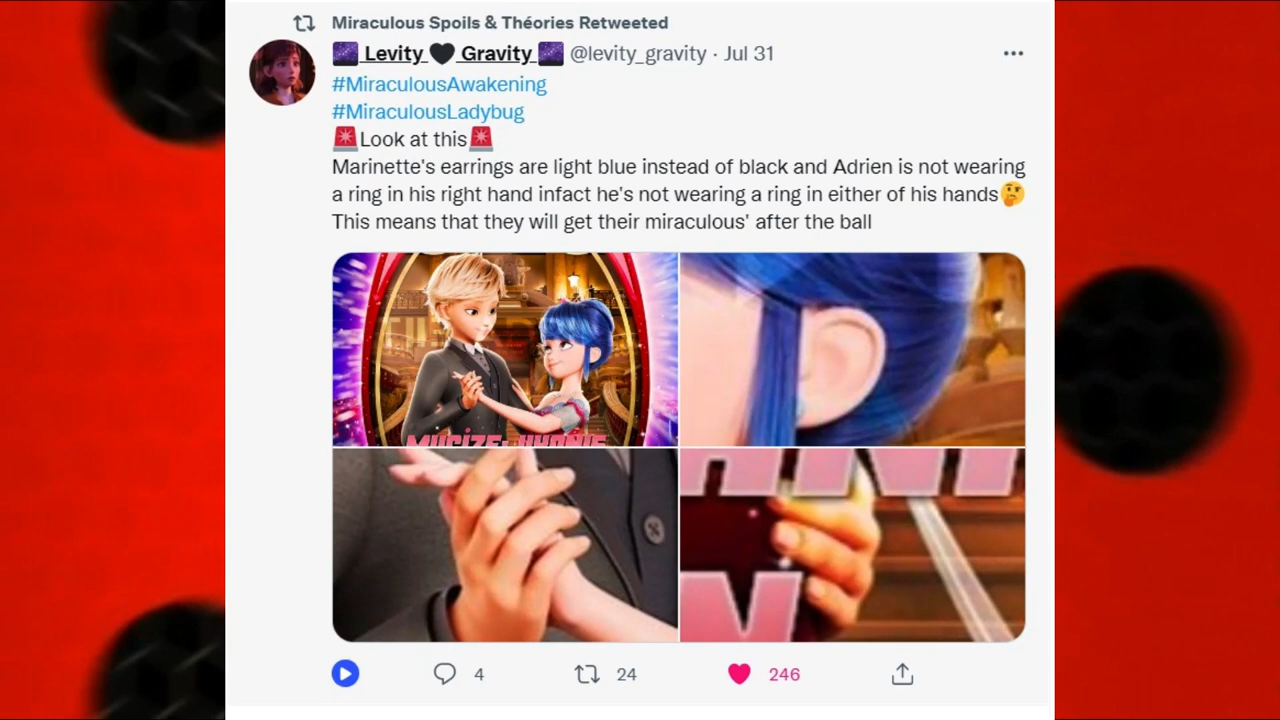 Miraculous Spoils & Théories Retweeted
🌌 Levity 🖤 Gravity 🌌 @levity_gravity · Jul 31
#MiraculousAwakening
#MiraculousLadybug
🚨Look at this🚨
Marinette's earrings are light blue instead of black and Adrien is not wearing
a ring in his right hand infact he's not wearing a ring in either of his hands🤔
This means that they will get their miraculous' after the ball
4
24
246